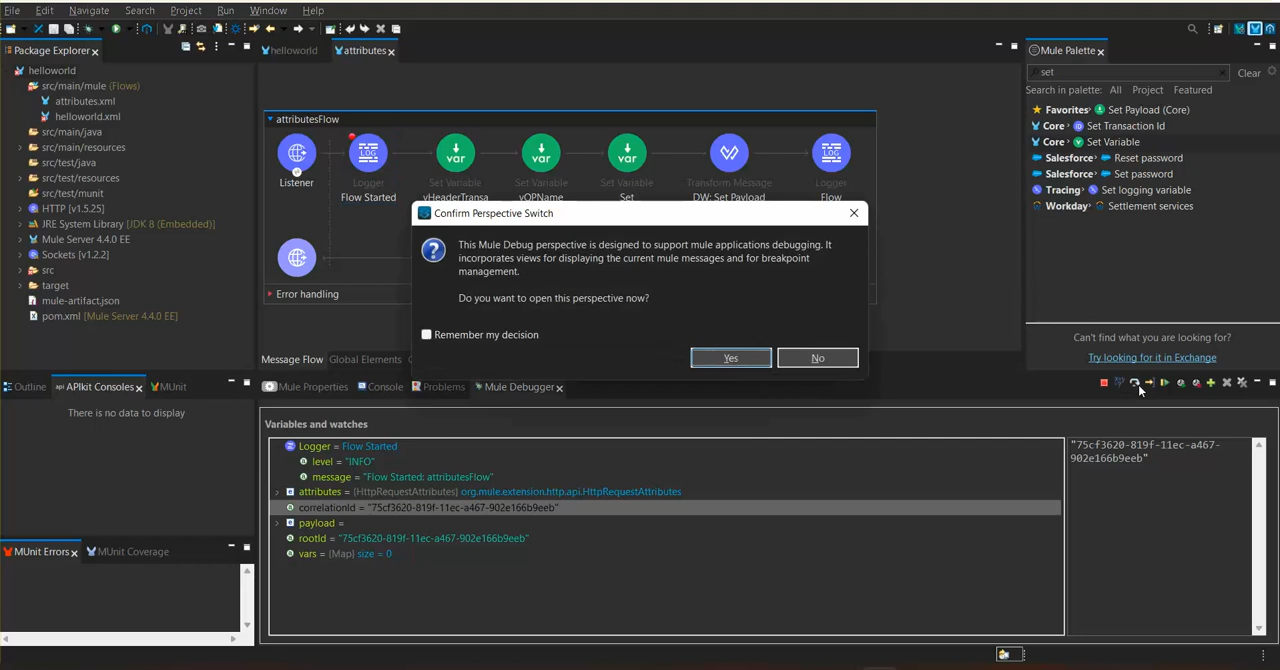 File Edit Navigate Search Project Run Window Help
Package Explorer
helloworld
attributes
Mule Palette
helloworld
src/main/mule (Flows)
attributes.xml
helloworld.xml
src/main/java
src/main/resources
src/test/java
src/test/resources
src/test/munit
HTTP [v1.5.25]
JRE System Library [JDK 8 (Embedded)]
Mule Server 4.4.0 EE
Sockets [v1.2.2]
src
target
mule-artifact.json
pom.xml [Mule Server 4.4.0 EE]
attributesFlow
Listener
LOG
Logger
Flow Started
var
Set Variable
vHeaderTransa
var
Set Variable
vOPName
var
Set Variable
Set
Transform Message
DW: Set Payload
LOG
Logger
Flow
Error handling
Message Flow Global Elements C
set
Clear
Search in palette: All Project Featured
Favorites> Set Payload (Core)
Core> Set Transaction Id
Core> Set Variable
Salesforce> Reset password
Salesforce> Set password
Tracing> Set logging variable
Workday> Settlement services
Can't find what you are looking for?
Try looking for it in Exchange
Confirm Perspective Switch
This Mule Debug perspective is designed to support mule applications debugging. It
incorporates views for displaying the current mule messages and for breakpoint
management.
Do you want to open this perspective now?
Remember my decision
Yes
No
Outline
api APIkit Consoles
MUnit
There is no data to display
MUnit Errors
MUnit Coverage
Mule Properties
Console
Problems
Mule Debugger
Variables and watches
Logger = Flow Started
level = "INFO"
message = "Flow Started: attributesFlow"
attributes = {HttpRequestAttributes} org.mule.extension.http.api.HttpRequestAttributes
correlationId = "75cf3620-819f-11ec-a467-902e166b9eeb"
payload =
rootId = "75cf3620-819f-11ec-a467-902e166b9eeb"
vars = {Map} size = 0
"75cf3620-819f-11ec-a467-
902e166b9eeb"